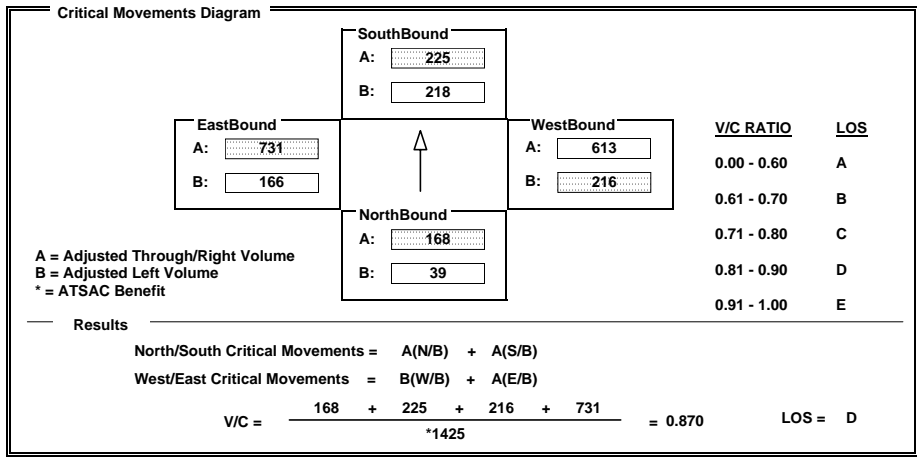 Critical Movements Diagram
SouthBound
A: 225
B: 218
EastBound
A: 731
B: 166
WestBound
A: 613
B: 216
NorthBound
A: 168
B: 39
V/C RATIO LOS
0.00 - 0.60 A
0.61 - 0.70 B
0.71 - 0.80 C
0.81 - 0.90 D
0.91 - 1.00 E
A = Adjusted Through/Right Volume
B = Adjusted Left Volume
* = ATSAC Benefit
Results
North/South Critical Movements = A(N/B) + A(S/B)
West/East Critical Movements = B(W/B) + A(E/B)
168 + 225 + 216 + 731
V/C = = 0.870 LOS = D
*1425